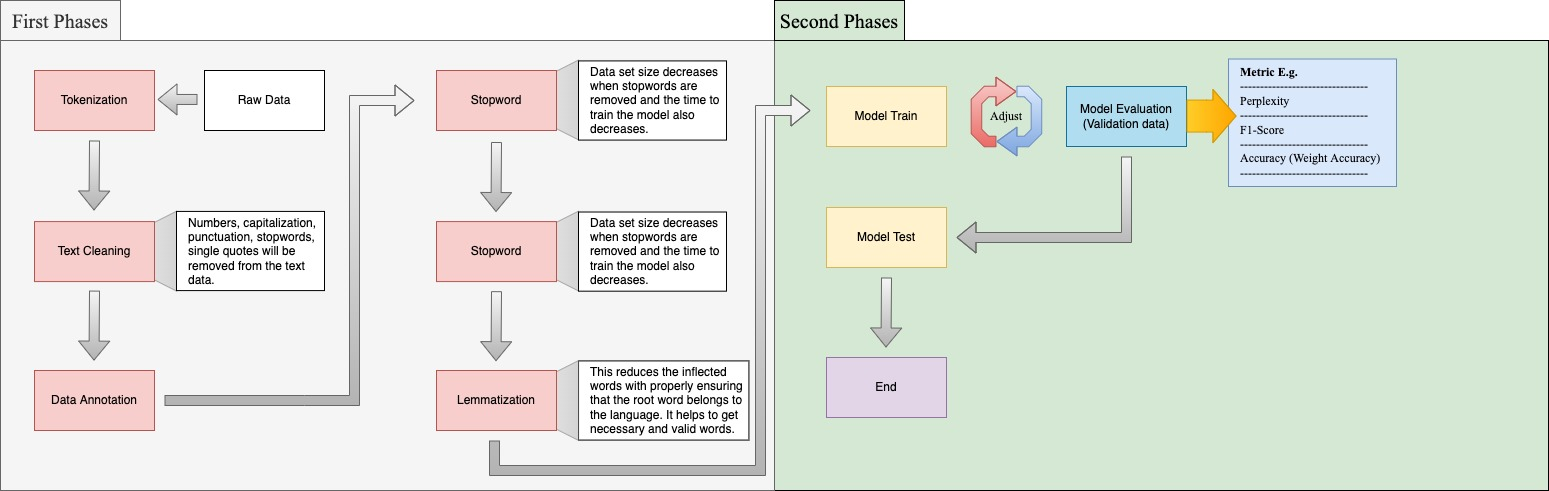 First Phases
Second Phases
Raw Data
Tokenization
Text Cleaning
Numbers, capitalization,
punctuation, stopwords,
single quotes will be
removed from the text
data.
Data Annotation
Stopword
Data set size decreases
when stopwords are
removed and the time to
train the model also
decreases.
Stopword
Data set size decreases
when stopwords are
removed and the time to
train the model also
decreases.
Lemmatization
This reduces the inflected
words with properly ensuring
that the root word belongs to
the language. It helps to get
necessary and valid words.
Model Train
Adjust
Model Evaluation
(Validation data)
Metric E.g.
--------------------------------
Perplexity
--------------------------------
F1-Score
--------------------------------
Accuracy (Weight Accuracy)
--------------------------------
Model Test
End